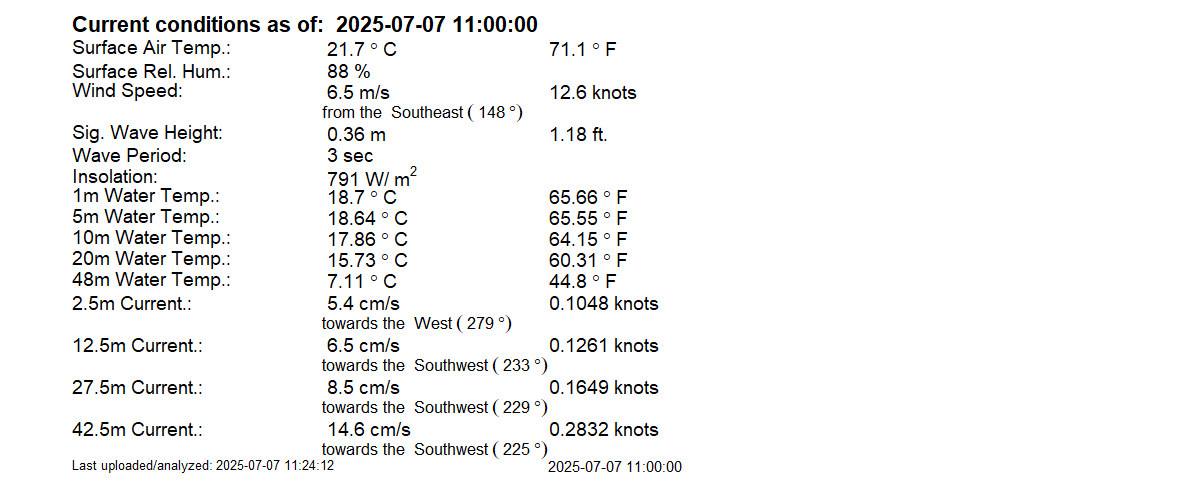 Current conditions as of: 2025-07-07 11:00:00
Surface Air Temp.: 21.7 ° C 71.1 ° F
Surface Rel. Hum.: 88 %
Wind Speed: 6.5 m/s 12.6 knots
from the Southeast ( 148 °)
Sig. Wave Height: 0.36 m 1.18 ft.
Wave Period: 3 sec
Insolation: 791 W/ m²
1m Water Temp.: 18.7 ° C 65.66 ° F
5m Water Temp.: 18.64 ° C 65.55 ° F
10m Water Temp.: 17.86 ° C 64.15 ° F
20m Water Temp.: 15.73 ° C 60.31 ° F
48m Water Temp.: 7.11 ° C 44.8 ° F
2.5m Current.: 5.4 cm/s 0.1048 knots
towards the West ( 279 °)
12.5m Current.: 6.5 cm/s 0.1261 knots
towards the Southwest ( 233 °)
27.5m Current.: 8.5 cm/s 0.1649 knots
towards the Southwest ( 229 °)
42.5m Current.: 14.6 cm/s 0.2832 knots
towards the Southwest ( 225 °)
Last uploaded/analyzed: 2025-07-07 11:24:12 2025-07-07 11:00:00